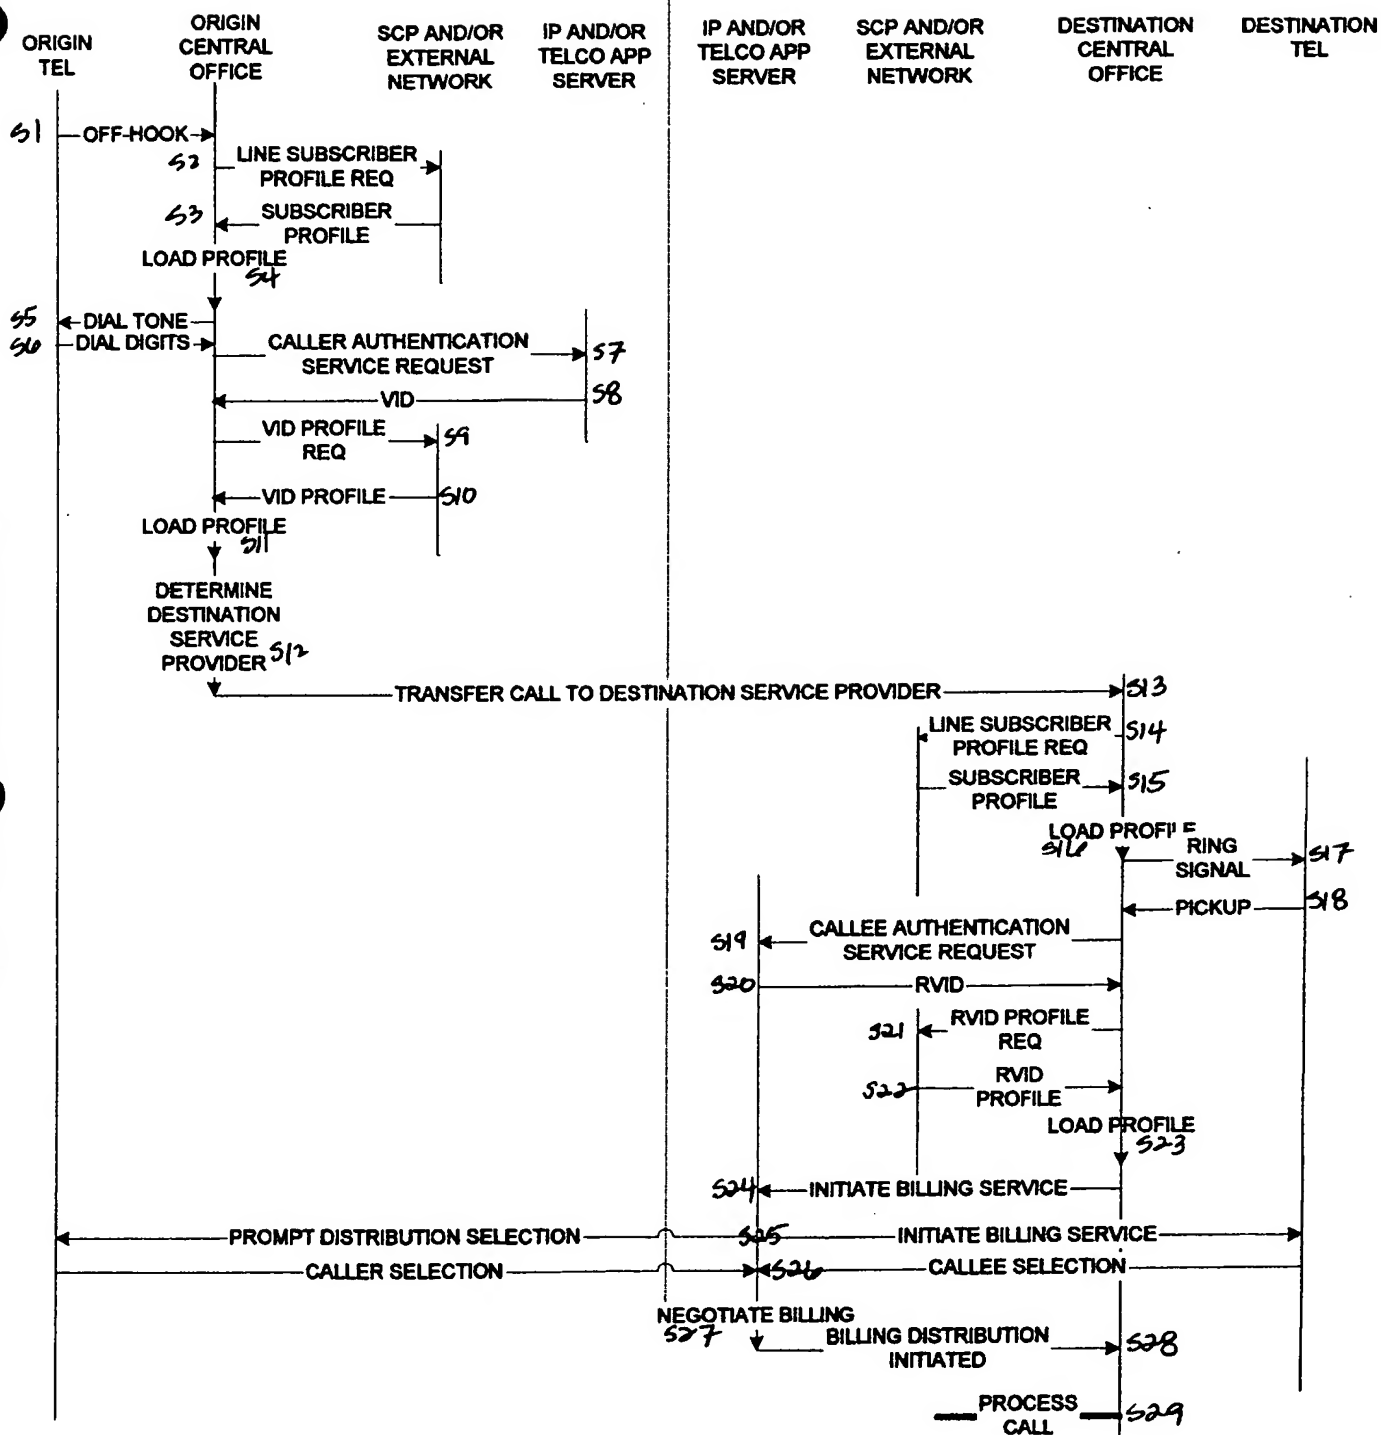 ORIGIN
TEL
ORIGIN
CENTRAL
OFFICE
SCP AND/OR
EXTERNAL
NETWORK
IP AND/OR
TELCO APP
SERVER
IP AND/OR
TELCO APP
SERVER
SCP AND/OR
EXTERNAL
NETWORK
DESTINATION
CENTRAL
OFFICE
DESTINATION
TEL
S1 OFF-HOOK
S2 LINE SUBSCRIBER
PROFILE REQ
S3 SUBSCRIBER
PROFILE
LOAD PROFILE
S4
S5 DIAL TONE
S6 DIAL DIGITS
CALLER AUTHENTICATION
SERVICE REQUEST
S7
VID S8
VID PROFILE
REQ
S9
VID PROFILE S10
LOAD PROFILE
S11
DETERMINE
DESTINATION
SERVICE
PROVIDER S12
TRANSFER CALL TO DESTINATION SERVICE PROVIDER S13
LINE SUBSCRIBER
PROFILE REQ
S14
SUBSCRIBER
PROFILE
S15
LOAD PROFILE
S16
RING
SIGNAL
S17
PICKUP S18
S19 CALLEE AUTHENTICATION
SERVICE REQUEST
S20 RVID
S21 RVID PROFILE
REQ
S22 RVID
PROFILE
LOAD PROFILE
S23
S24 INITIATE BILLING SERVICE
PROMPT DISTRIBUTION SELECTION S25 INITIATE BILLING SERVICE
CALLER SELECTION S26 CALLEE SELECTION
NEGOTIATE BILLING
S27
BILLING DISTRIBUTION
INITIATED
S28
PROCESS
CALL
S29